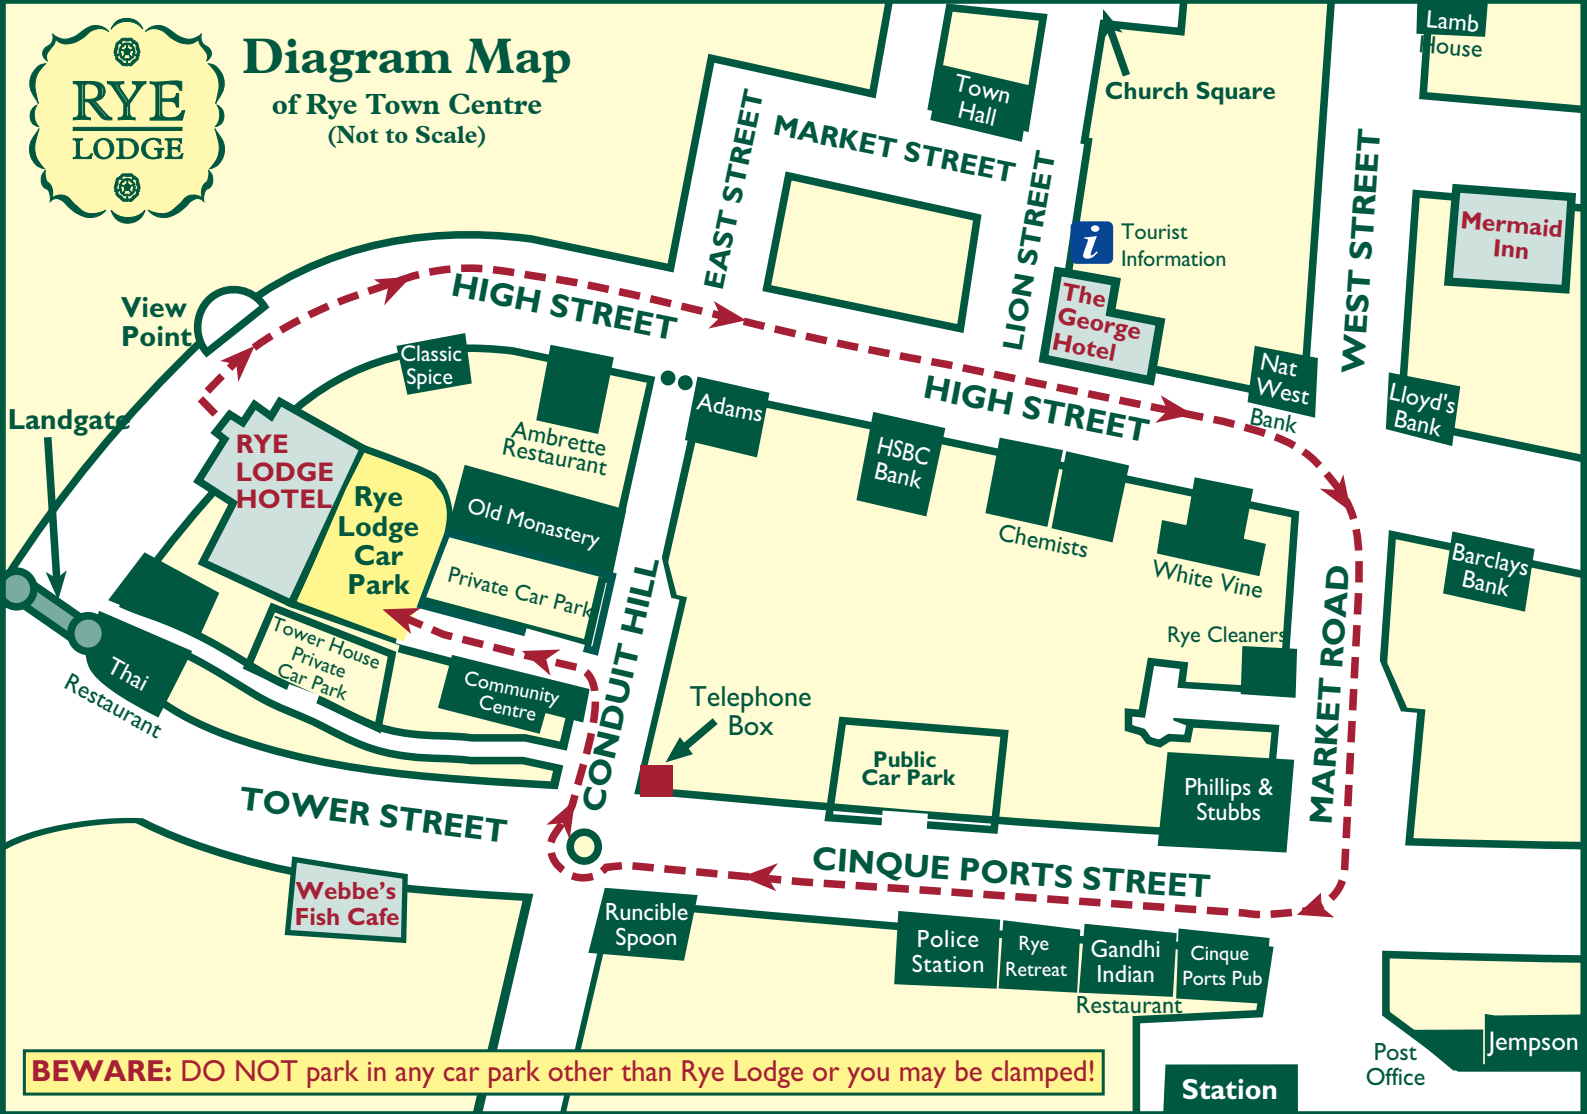 RYE
LODGE
Diagram Map
of Rye Town Centre
(Not to Scale)
Town
Hall
Church Square
Lamb
House
MARKET STREET
EAST STREET
LION STREET
WEST STREET
Tourist
Information
Mermaid
Inn
The
George
Hotel
View
Point
HIGH STREET
Classic
Spice
Nat
West
Bank
Lloyd's
Bank
Adams
HIGH STREET
Landgate
Ambrette
Restaurant
RYE
LODGE
HOTEL
HSBC
Bank
Rye
Lodge
Car
Park
Old Monastery
Chemists
White Vine
Barclays
Bank
Private Car Park
CONDUIT HILL
MARKET ROAD
Tower House
Private
Car Park
Rye Cleaners
Thai
Restaurant
Community
Centre
Telephone
Box
Public
Car Park
Phillips &
Stubbs
TOWER STREET
CINQUE PORTS STREET
Webbe's
Fish Cafe
Runcible
Spoon
Police
Station
Rye
Retreat
Gandhi
Indian
Restaurant
Cinque
Ports Pub
Post
Office
Jempson
Station
BEWARE: DO NOT park in any car park other than Rye Lodge or you may be clamped!